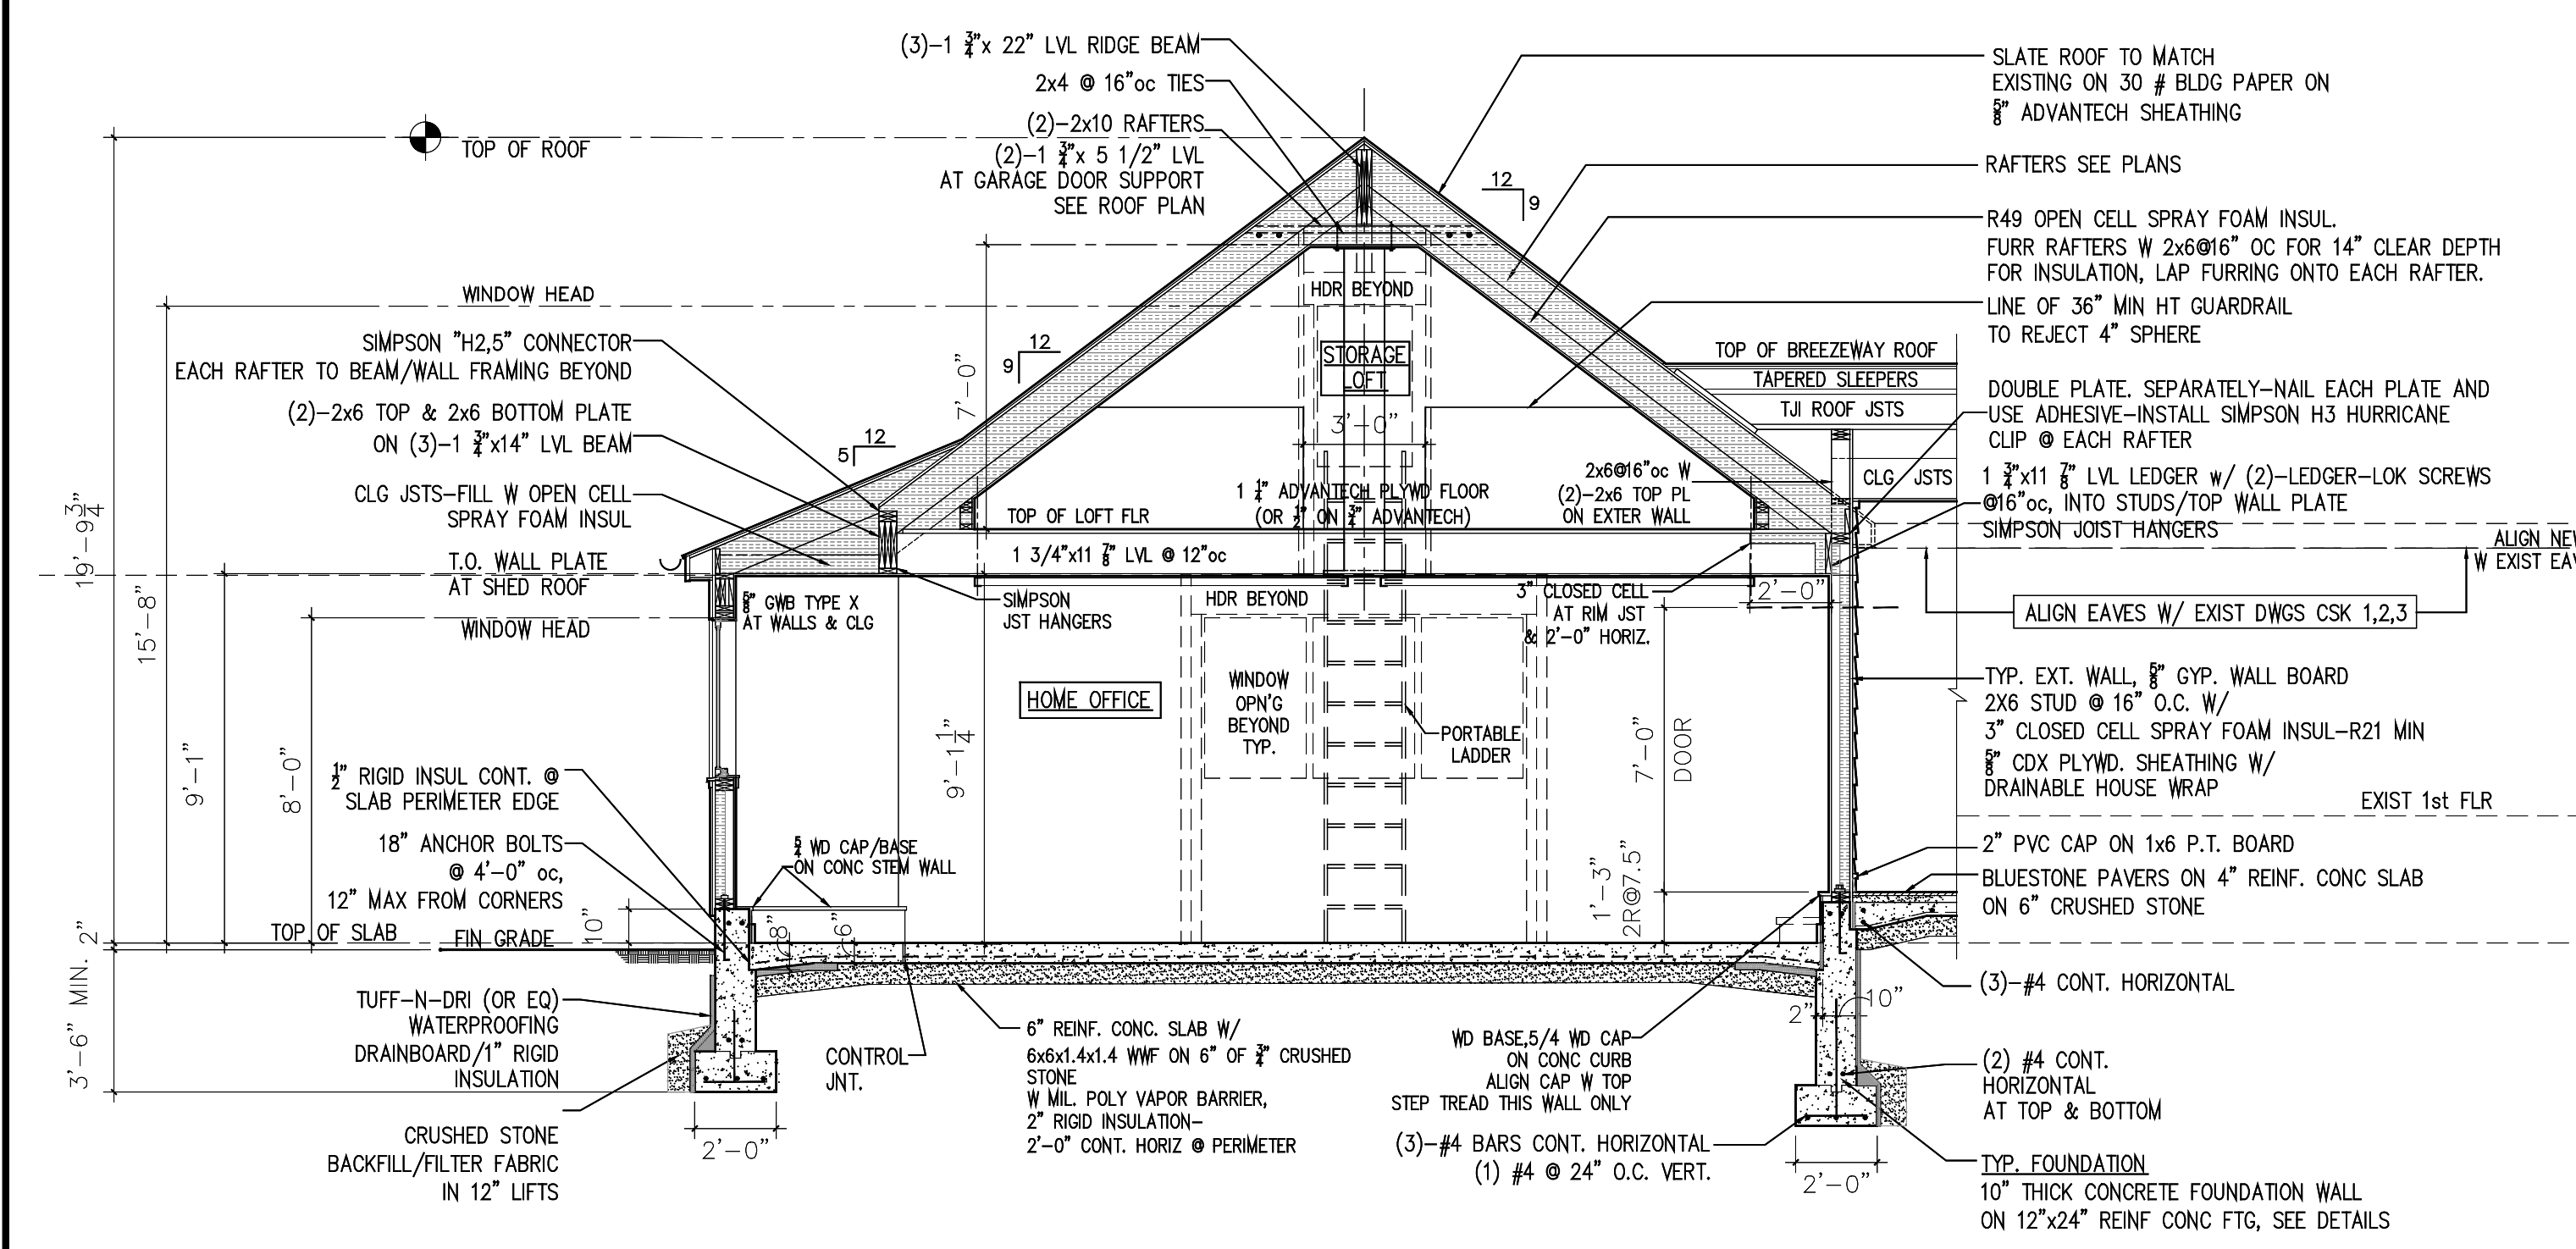 (3)-1 3/4"x 22" LVL RIDGE BEAM
2x4 @ 16"oc TIES
(2)-2x10 RAFTERS
(2)-1 3/4"x 5 1/2" LVL
AT GARAGE DOOR SUPPORT
SEE ROOF PLAN
TOP OF ROOF
WINDOW HEAD
SIMPSON "H2,5" CONNECTOR
EACH RAFTER TO BEAM/WALL FRAMING BEYOND
(2)-2x6 TOP & 2x6 BOTTOM PLATE
ON (3)-1 3/4"x14" LVL BEAM
CLG JSTS-FILL W OPEN CELL
SPRAY FOAM INSUL
T.O. WALL PLATE
AT SHED ROOF
WINDOW HEAD
1/2" RIGID INSUL CONT. @
SLAB PERIMETER EDGE
18" ANCHOR BOLTS
@ 4'-0" oc,
12" MAX FROM CORNERS
TOP OF SLAB
FIN GRADE
TUFF-N-DRI (OR EQ)
WATERPROOFING
DRAINBOARD/1" RIGID
INSULATION
CRUSHED STONE
BACKFILL/FILTER FABRIC
IN 12" LIFTS
19'-9 3/4"
15'-8"
9'-1"
8'-0"
10"
3'-6" MIN. 2"
12
5
12
9
12
9
7'-0"
HDR BEYOND
STORAGE
LOFT
3'-0"
1 1/4" ADVANTECH PLYWD FLOOR
(OR 1/2" ON 3/4" ADVANTECH)
TOP OF LOFT FLR
2x6@16"oc W
(2)-2x6 TOP PL
ON EXTER WALL
1 3/4"x11 7/8" LVL @ 12"oc
5/8" GWB TYPE X
AT WALLS & CLG
SIMPSON
JST HANGERS
HDR BEYOND
3" CLOSED CELL
AT RIM JST
& 2'-0" HORIZ.
2'-0"
HOME OFFICE
WINDOW
OPN'G
BEYOND
TYP.
PORTABLE
LADDER
9'-1 1/4"
7'-0"
DOOR
1'-3"
2R@7.5"
5/4 WD CAP/BASE
ON CONC STEM WALL
8"
6"
CONTROL
JNT.
6" REINF. CONC. SLAB W/
6x6x1.4x1.4 WWF ON 6" OF 3/4" CRUSHED
STONE
W MIL. POLY VAPOR BARRIER,
2" RIGID INSULATION-
2'-0" CONT. HORIZ @ PERIMETER
WD BASE,5/4 WD CAP
ON CONC CURB
ALIGN CAP W TOP
STEP TREAD THIS WALL ONLY
(3)-#4 BARS CONT. HORIZONTAL
(1) #4 @ 24" O.C. VERT.
2"
10"
2'-0"
2'-0"
SLATE ROOF TO MATCH
EXISTING ON 30 # BLDG PAPER ON
5/8" ADVANTECH SHEATHING
RAFTERS SEE PLANS
R49 OPEN CELL SPRAY FOAM INSUL.
FURR RAFTERS W 2x6@16" OC FOR 14" CLEAR DEPTH
FOR INSULATION, LAP FURRING ONTO EACH RAFTER.
LINE OF 36" MIN HT GUARDRAIL
TO REJECT 4" SPHERE
TOP OF BREEZEWAY ROOF
TAPERED SLEEPERS
TJI ROOF JSTS
CLG JSTS
DOUBLE PLATE. SEPARATELY-NAIL EACH PLATE AND
USE ADHESIVE-INSTALL SIMPSON H3 HURRICANE
CLIP @ EACH RAFTER
1 3/4"x11 7/8" LVL LEDGER w/ (2)-LEDGER-LOK SCREWS
@16"oc, INTO STUDS/TOP WALL PLATE
SIMPSON JOIST HANGERS
ALIGN NEW
W EXIST EAV
ALIGN EAVES W/ EXIST DWGS CSK 1,2,3
TYP. EXT. WALL, 5/8" GYP. WALL BOARD
2X6 STUD @ 16" O.C. W/
3" CLOSED CELL SPRAY FOAM INSUL-R21 MIN
5/8" CDX PLYWD. SHEATHING W/
DRAINABLE HOUSE WRAP
EXIST 1st FLR
2" PVC CAP ON 1x6 P.T. BOARD
BLUESTONE PAVERS ON 4" REINF. CONC SLAB
ON 6" CRUSHED STONE
(3)-#4 CONT. HORIZONTAL
(2) #4 CONT.
HORIZONTAL
AT TOP & BOTTOM
TYP. FOUNDATION
10" THICK CONCRETE FOUNDATION WALL
ON 12"x24" REINF CONC FTG, SEE DETAILS